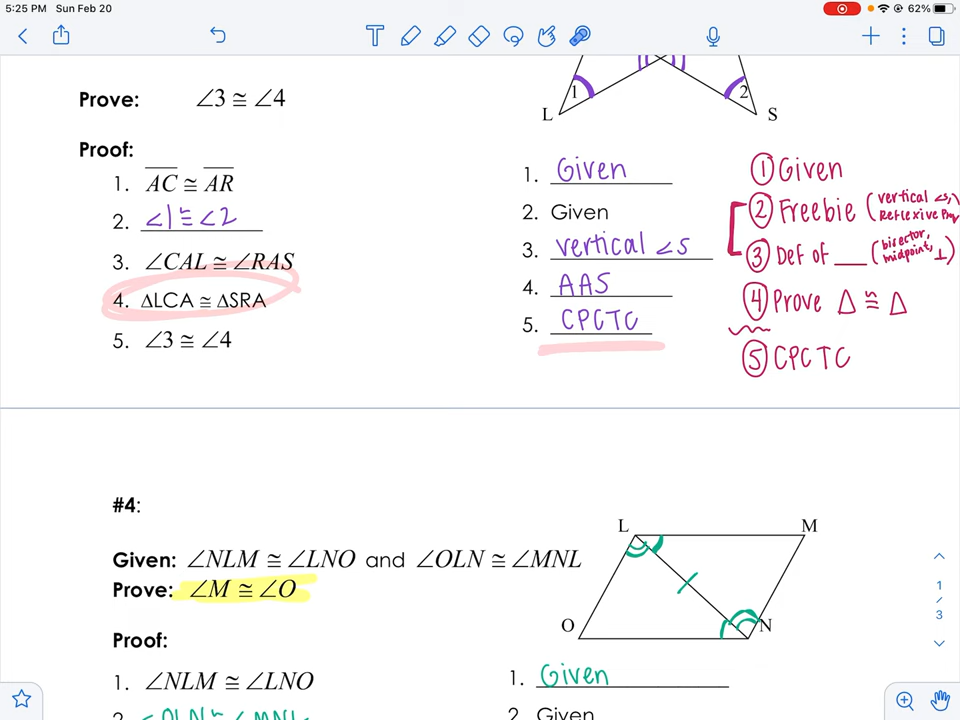 5:25 PM Sun Feb 20
62%
Prove: ∠3 ≅ ∠4
1 2
L S
Proof:
1. AC ≅ AR
2. ∠1 ≅ ∠2
3. ∠CAL ≅ ∠RAS
4. ΔLCA ≅ ΔSRA
5. ∠3 ≅ ∠4
1. Given
2. Given
3. vertical ∠s
4. AAS
5. CPCTC
① Given
② Freebie (vertical ∠s,
Reflexive
③ Def of ___ (bisector,
midpoint, ⊥)
④ Prove Δ ≅ Δ
⑤ CPCTC
#4:
Given: ∠NLM ≅ ∠LNO and ∠OLN ≅ ∠MNL
Prove: ∠M ≅ ∠O
L M
O N
Proof:
1. ∠NLM ≅ ∠LNO
2. ∠OLN ≅ ∠MNL
1. Given
2. Given
1
/
3